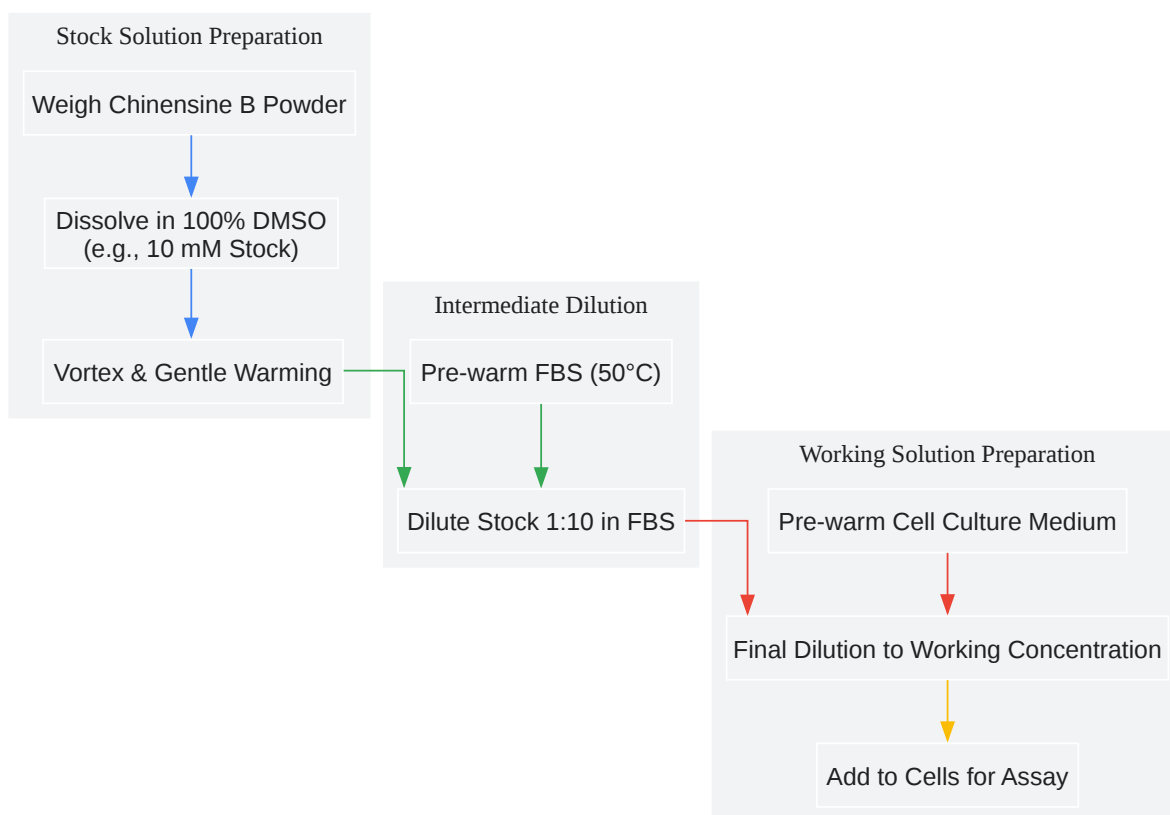 Stock Solution Preparation
Weigh Chinensine B Powder
Dissolve in 100% DMSO
(e.g., 10 mM Stock)
Vortex & Gentle Warming
Intermediate Dilution
Pre-warm FBS (50°C)
Dilute Stock 1:10 in FBS
Working Solution Preparation
Pre-warm Cell Culture Medium
Final Dilution to Working Concentration
Add to Cells for Assay